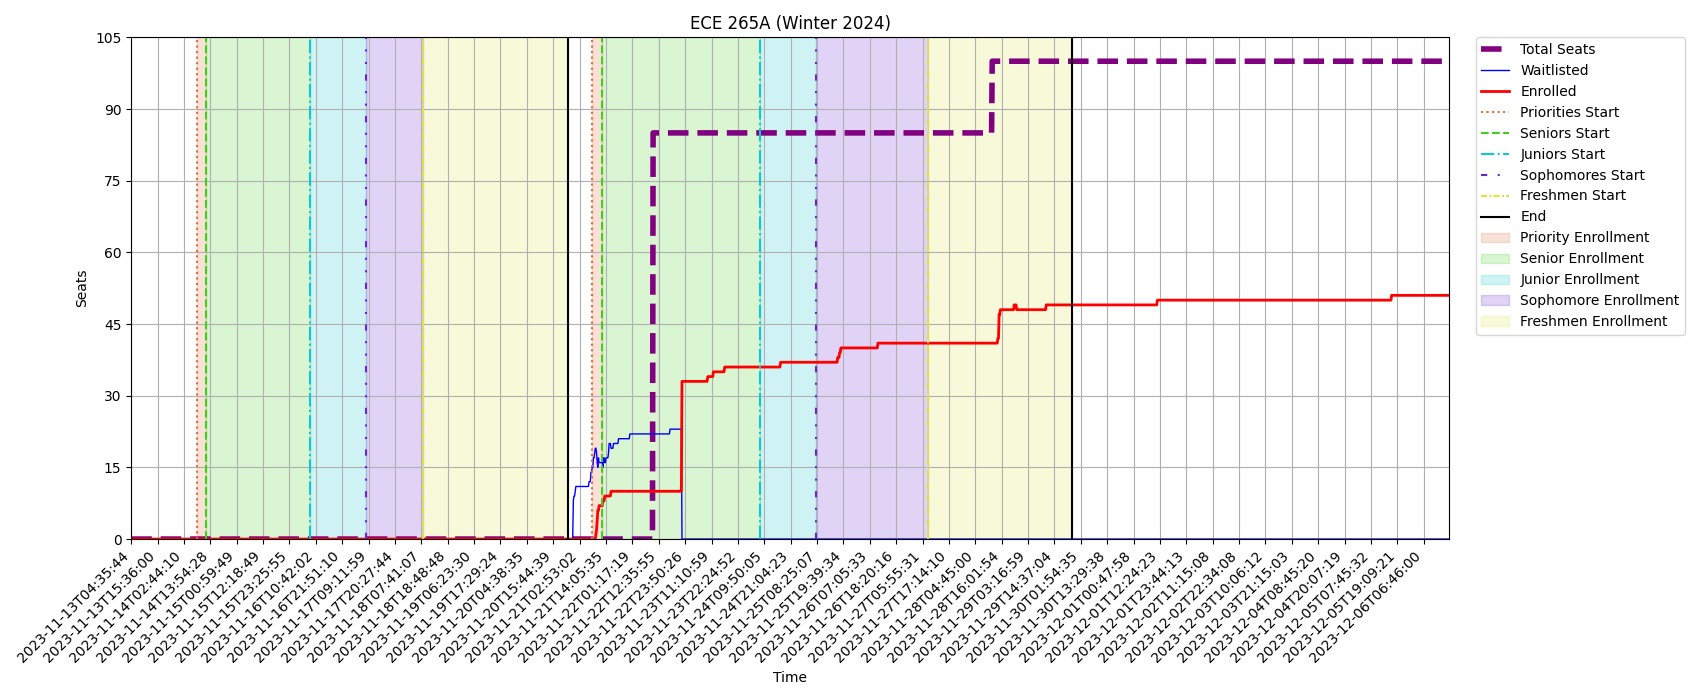 ECE 265A (Winter 2024)
105
90
75
60
45
30
15
0
Seats
2023-11-13T04:35:44
2023-11-13T15:36:00
2023-11-14T02:44:10
2023-11-14T13:54:28
2023-11-15T00:59:49
2023-11-15T12:18:49
2023-11-15T23:25:55
2023-11-16T10:42:02
2023-11-16T21:51:10
2023-11-17T09:11:59
2023-11-17T20:27:44
2023-11-18T07:41:07
2023-11-18T18:48:48
2023-11-19T06:23:30
2023-11-19T17:29:24
2023-11-20T04:38:35
2023-11-20T15:44:39
2023-11-21T02:53:02
2023-11-21T14:05:35
2023-11-22T01:17:19
2023-11-22T12:35:55
2023-11-22T23:50:26
2023-11-23T11:10:59
2023-11-23T22:24:52
2023-11-24T09:50:05
2023-11-24T21:04:23
2023-11-25T08:25:07
2023-11-25T19:39:34
2023-11-26T07:05:33
2023-11-26T18:20:16
2023-11-27T05:55:31
2023-11-27T17:14:10
2023-11-28T04:45:00
2023-11-28T16:01:54
2023-11-29T03:16:59
2023-11-29T14:37:04
2023-11-30T01:54:35
2023-11-30T13:29:38
2023-12-01T00:47:58
2023-12-01T12:24:23
2023-12-01T23:44:13
2023-12-02T11:15:08
2023-12-02T22:34:08
2023-12-03T10:06:12
2023-12-03T21:15:03
2023-12-04T08:45:20
2023-12-04T20:07:19
2023-12-05T07:45:32
2023-12-05T19:09:21
2023-12-06T06:46:00
Time
Total Seats
Waitlisted
Enrolled
Priorities Start
Seniors Start
Juniors Start
Sophomores Start
Freshmen Start
End
Priority Enrollment
Senior Enrollment
Junior Enrollment
Sophomore Enrollment
Freshmen Enrollment